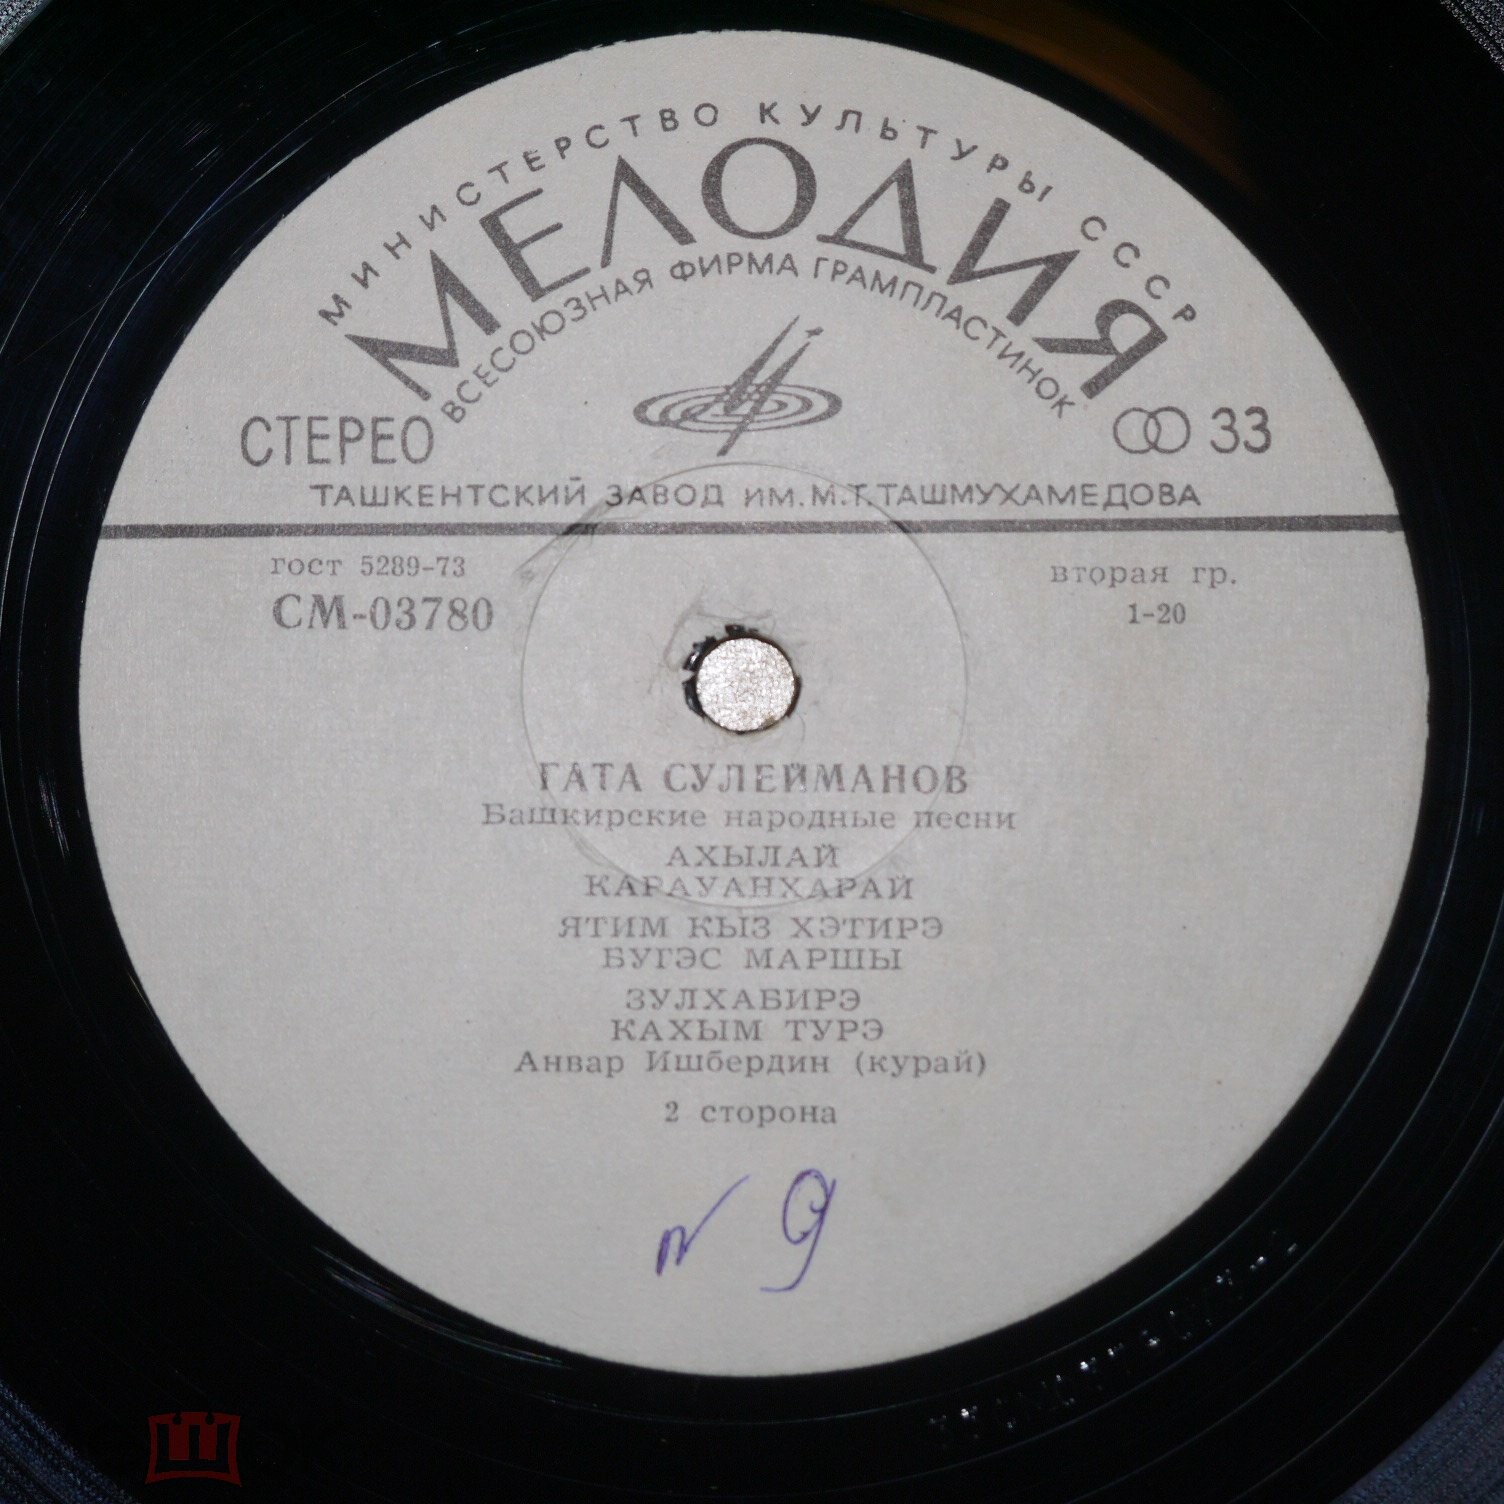 МИНИСТЕРСТВО КУЛЬТУРЫ СССР
МЕЛОДИЯ
ВСЕСОЮЗНАЯ ФИРМА ГРАМПЛАСТИНОК
СТЕРЕО
33
ТАШКЕНТСКИЙ ЗАВОД ИМ. М.Т.ТАШМУХАМЕДОВА
гост 5289-73
вторая гр.
СМ-03780
1-20
ГАТА СУЛЕЙМАНОВ
Башкирские народные песни
АХЫЛАЙ
КАРАУАНХАРАЙ
ЯТИМ КЫЗ ХЭТИРЭ
БУГЭС МАРШЫ
ЗУЛХАБИРЭ
КАХЫМ ТУРЭ
Анвар Ишбердин (курай)
2 сторона
№ 9